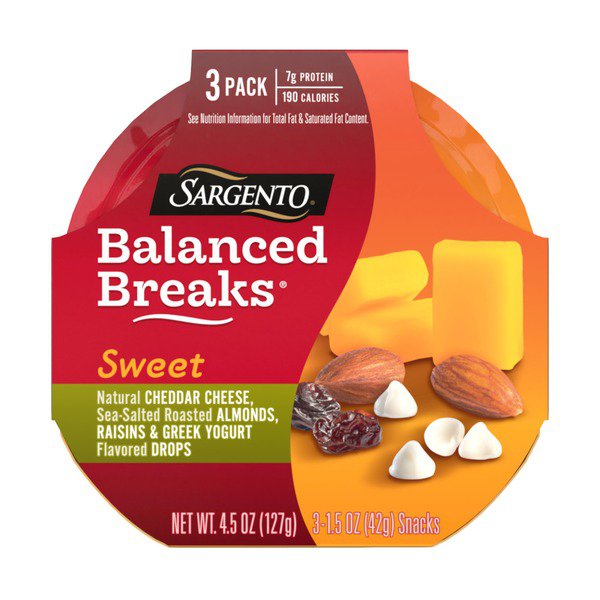 3 PACK
7g PROTEIN
190 CALORIES
See Nutrition Information for Total Fat & Saturated Fat Content.
SARGENTO®
Balanced
Breaks®
Sweet
Natural CHEDDAR CHEESE,
Sea-Salted Roasted ALMONDS,
RAISINS & GREEK YOGURT
Flavored DROPS
NET WT. 4.5 OZ (127g) 3-1.5 OZ (42g) Snacks